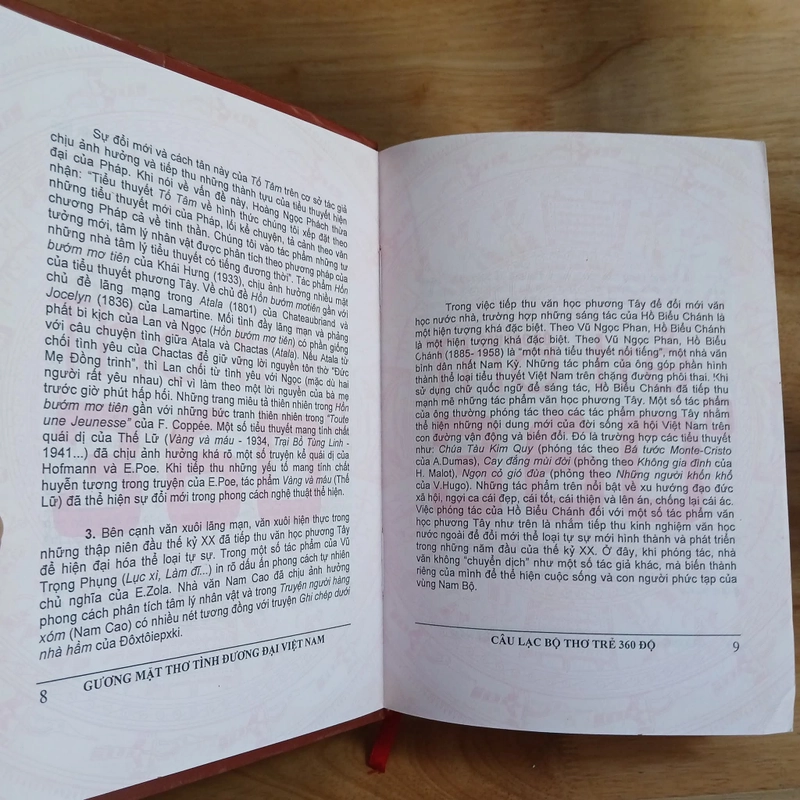 Sự đổi mới và cách tân này của Tố Tâm trên cơ sở tác giả
chịu ảnh hưởng và tiếp thu những thành tựu của tiểu thuyết hiện
đại của Pháp. Khi nói về vấn đề này, Hoàng Ngọc Phách thừa
nhận: "Tiểu thuyết Tố Tâm về hình thức chúng tôi xếp đặt theo
những tiểu thuyết mới của Pháp, lối kể chuyện, tả cảnh theo văn
chương Pháp cả về tinh thần. Chúng tôi đưa vào tác phẩm những tư
tưởng mới, tâm lý nhân vật được phân tích theo phương pháp của
những nhà tâm lý tiểu thuyết có tiếng đương thời". Tác phẩm Hồn
bướm mơ tiên của Khái Hưng (1933), chịu ảnh hưởng nhiều mặt
của tiểu thuyết phương Tây. Về chủ đề Hồn bướm mơ tiên gần với
chủ đề lãng mạng trong Atala (1801) của Chateaubriand và
Jocelyn (1836) của Lamartine. Mối tình đầy lãng mạn và phảng
phất bi kịch của Lan và Ngọc (Hồn bướm mơ tiên) có phần giống
với câu chuyện tình giữa Atala và Chactas (Atala). Nếu Atala từ
chối tình yêu của Chactas để giữ vững lời nguyện tôn thờ "Đức
Mẹ Đồng trinh", thì Lan chối từ tình yêu với Ngọc (mặc dù hai
người rất yêu nhau) chỉ vì làm theo một lời nguyền của bà mẹ
trước giờ phút hấp hối. Những trang miêu tả thiên nhiên trong Hồn
bướm mơ tiên gần với những bức tranh thiên nhiên trong "Toute
une Jeunesse" của F. Coppée. Một số tiểu thuyết mang tính chất
quái dị của Thế Lữ (Vàng và máu - 1934, Trại Bồ Tùng Linh -
1941...) đã chịu ảnh hưởng khá rõ một số truyện kể quái dị của
Hofmann và E.Poe. Khi tiếp thu những yếu tố mang tính chất
huyễn tương trong truyện của E.Poe, tác phẩm Vàng và máu (Thế
Lữ) đã thể hiện sự đổi mới trong phong cách nghệ thuật thể hiện.
3. Bên cạnh văn xuôi lãng mạn, văn xuôi hiện thực trong
những thập niên đầu thế kỷ XX đã tiếp thu văn học phương Tây
để hiện đại hóa thể loại tự sự. Trong một số tác phẩm của Vũ
Trọng Phụng (Lục xì, Làm đĩ...) in rõ dấu ấn phong cách tự nhiên
chủ nghĩa của E.Zola. Nhà văn Nam Cao đã chịu ảnh hưởng
phong cách phân tích tâm lý nhân vật và trong Truyện người hàng
xóm (Nam Cao) có nhiều nét tương đồng với truyện Ghi chép dưới
nhà hầm của Đôxtôiepxki.
8 GƯƠNG MẶT THƠ TÌNH ĐƯƠNG ĐẠI VIỆT NAM
Trong việc tiếp thu văn học phương Tây để đổi mới văn
học nước nhà, trường hợp những sáng tác của Hồ Biểu Chánh là
một hiện tượng khá đặc biệt. Theo Vũ Ngọc Phan, Hồ Biểu Chánh
là một hiện tượng khá đặc biệt. Theo Vũ Ngọc Phan, Hồ Biểu
Chánh (1885- 1958) là "một nhà tiểu thuyết nổi tiếng", một nhà văn
bình dân nhất Nam Kỳ. Những tác phẩm của ông góp phần hình
thành thể loại tiểu thuyết Việt Nam trên chặng đường phôi thai. Khi
sử dụng chữ quốc ngữ để sáng tác, Hồ Biểu Chánh đã tiếp thu
mạnh mẽ những tác phẩm văn học phương Tây. Một số tác phẩm
của ông thường phóng tác theo các tác phẩm phương Tây nhằm
thể hiện những nội dung mới của đời sống xã hội Việt Nam trên
con đường vận động và biến đổi. Đó là trường hợp các tiểu thuyết
như: Chúa Tàu Kim Quy (phóng tác theo Bá tước Monte-Cristo
của A.Dumas), Cay đắng mùi đời (phỏng theo Không gia đình của
H. Malot), Ngọn cỏ gió đùa (phỏng theo Những người khốn khổ
của V.Hugo). Những tác phẩm trên nổi bật về xu hướng đạo đức
xã hội, ngợi ca cái đẹp, cái tốt, cái thiện và lên án, chống lại cái ác.
Việc phóng tác của Hồ Biểu Chánh đối với một số tác phẩm văn
học phương Tây như trên là nhằm tiếp thu kinh nghiệm văn học
nước ngoài để đổi mới thể loại tự sự mới hình thành và phát triển
trong những năm đầu của thế kỷ XX. Ở đây, khi phóng tác, nhà
văn không "chuyển dịch" như một số tác giả khác, mà biến thành
riêng của mình để thể hiện cuộc sống và con người phức tạp của
vùng Nam Bộ.
CÂU LẠC BỘ THƠ TRẺ 360 ĐỘ 9